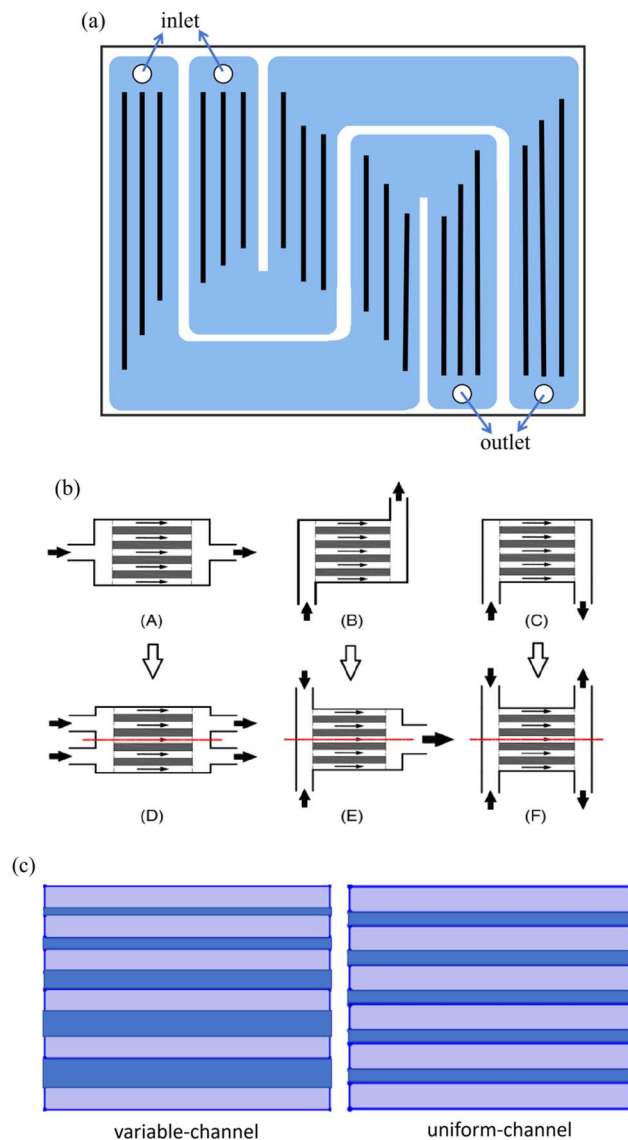 (a)
inlet
outlet
(b)
(A)
(B)
(C)
(D)
(E)
(F)
(c)
variable-channel
uniform-channel